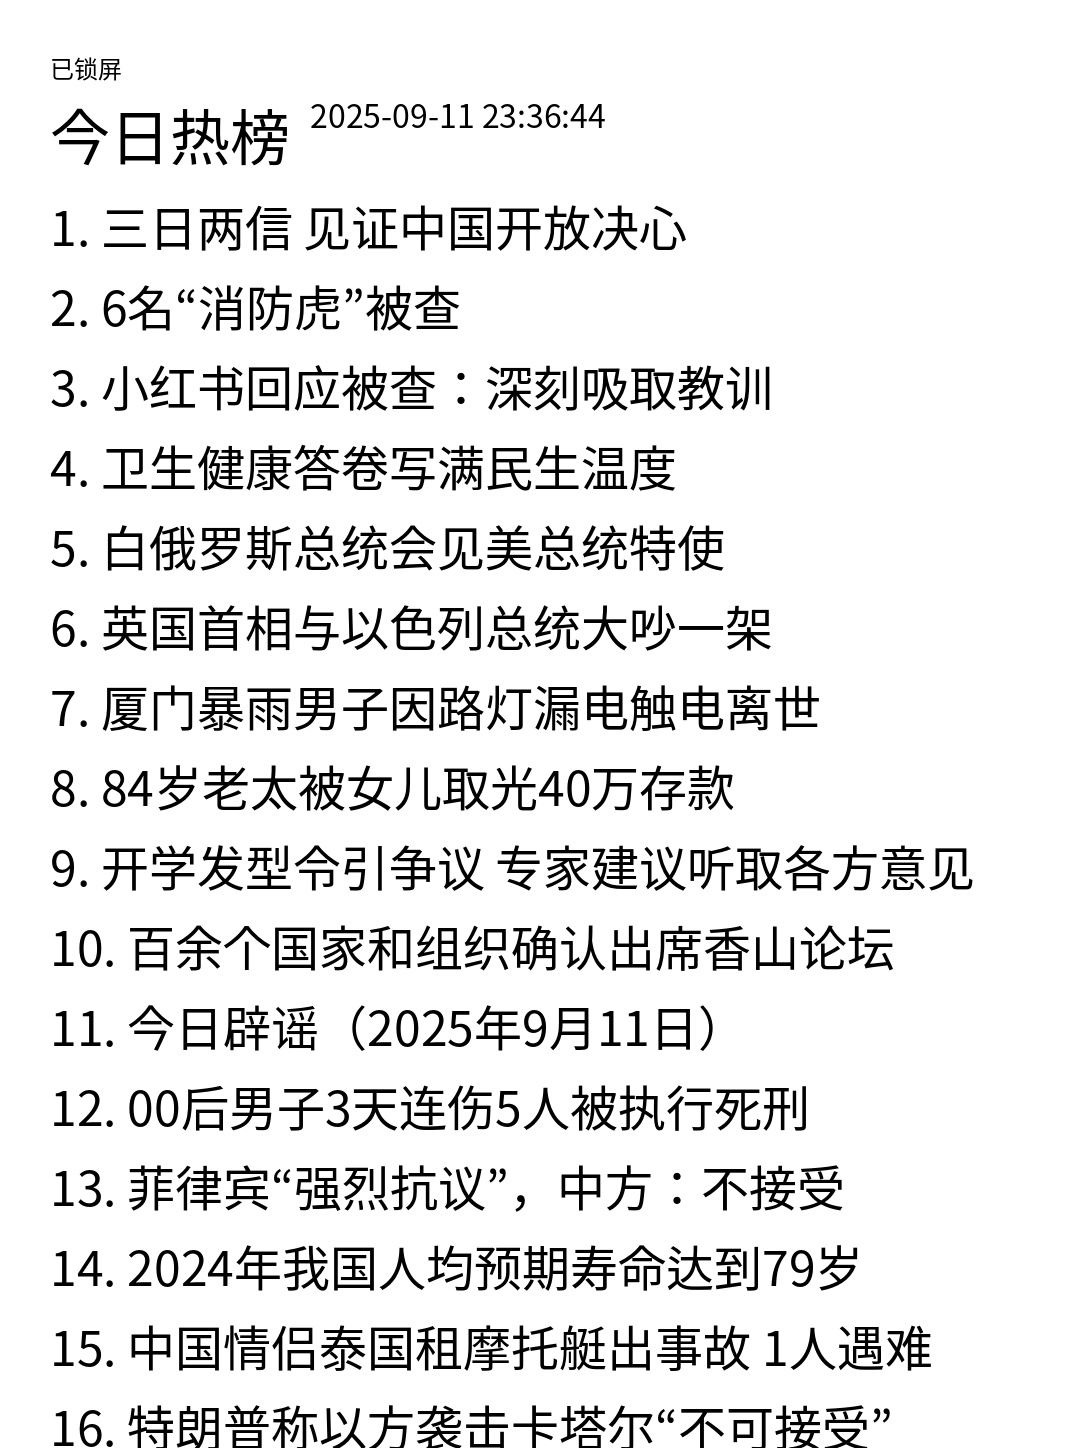 已锁屏
今日热榜 2025-09-11 23:36:44
1. 三日两信 见证中国开放决心
2. 6名“消防虎”被查
3. 小红书回应被查：深刻吸取教训
4. 卫生健康答卷写满民生温度
5. 白俄罗斯总统会见美总统特使
6. 英国首相与以色列总统大吵一架
7. 厦门暴雨男子因路灯漏电触电离世
8. 84岁老太被女儿取光40万存款
9. 开学发型令引争议 专家建议听取各方意见
10. 百余个国家和组织确认出席香山论坛
11. 今日辟谣（2025年9月11日）
12. 00后男子3天连伤5人被执行死刑
13. 菲律宾“强烈抗议”，中方：不接受
14. 2024年我国人均预期寿命达到79岁
15. 中国情侣泰国租摩托艇出事故 1人遇难
16. 特朗普称以方袭击卡塔尔“不可接受”